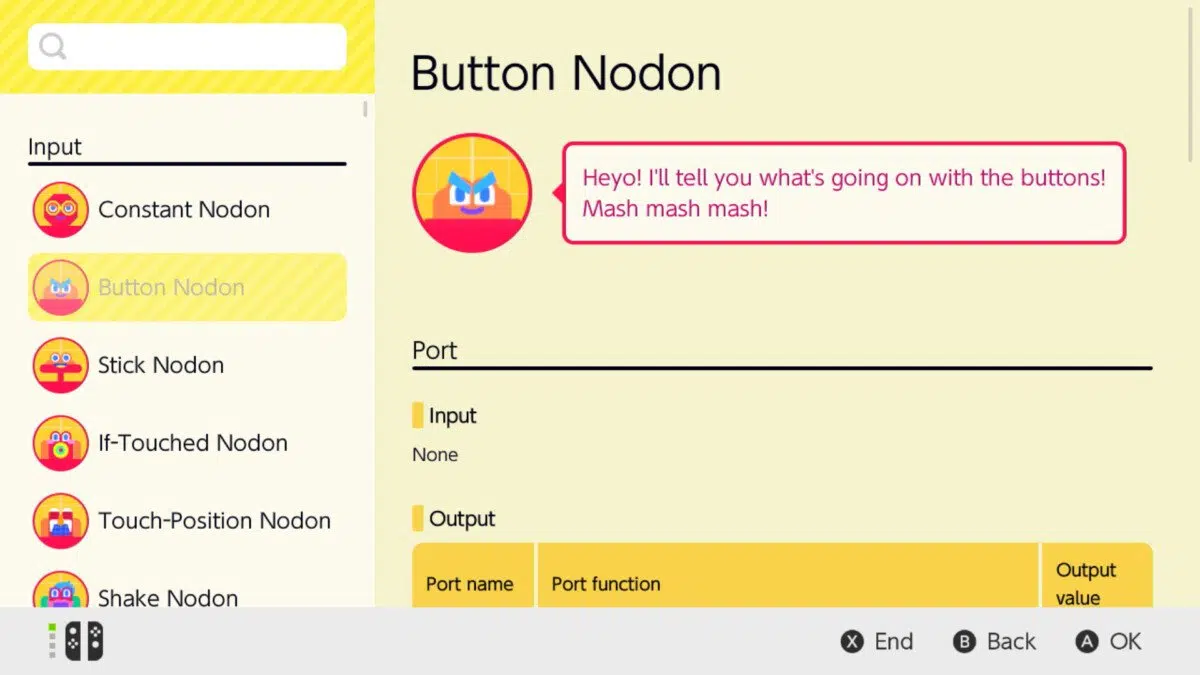 Input
Constant Nodon
Button Nodon
Stick Nodon
If-Touched Nodon
Touch-Position Nodon
Shake Nodon
Button Nodon
Heyo! I'll tell you what's going on with the buttons!
Mash mash mash!
Port
Input
None
Output
Port name
Port function
Output
value
X End
B Back
A OK